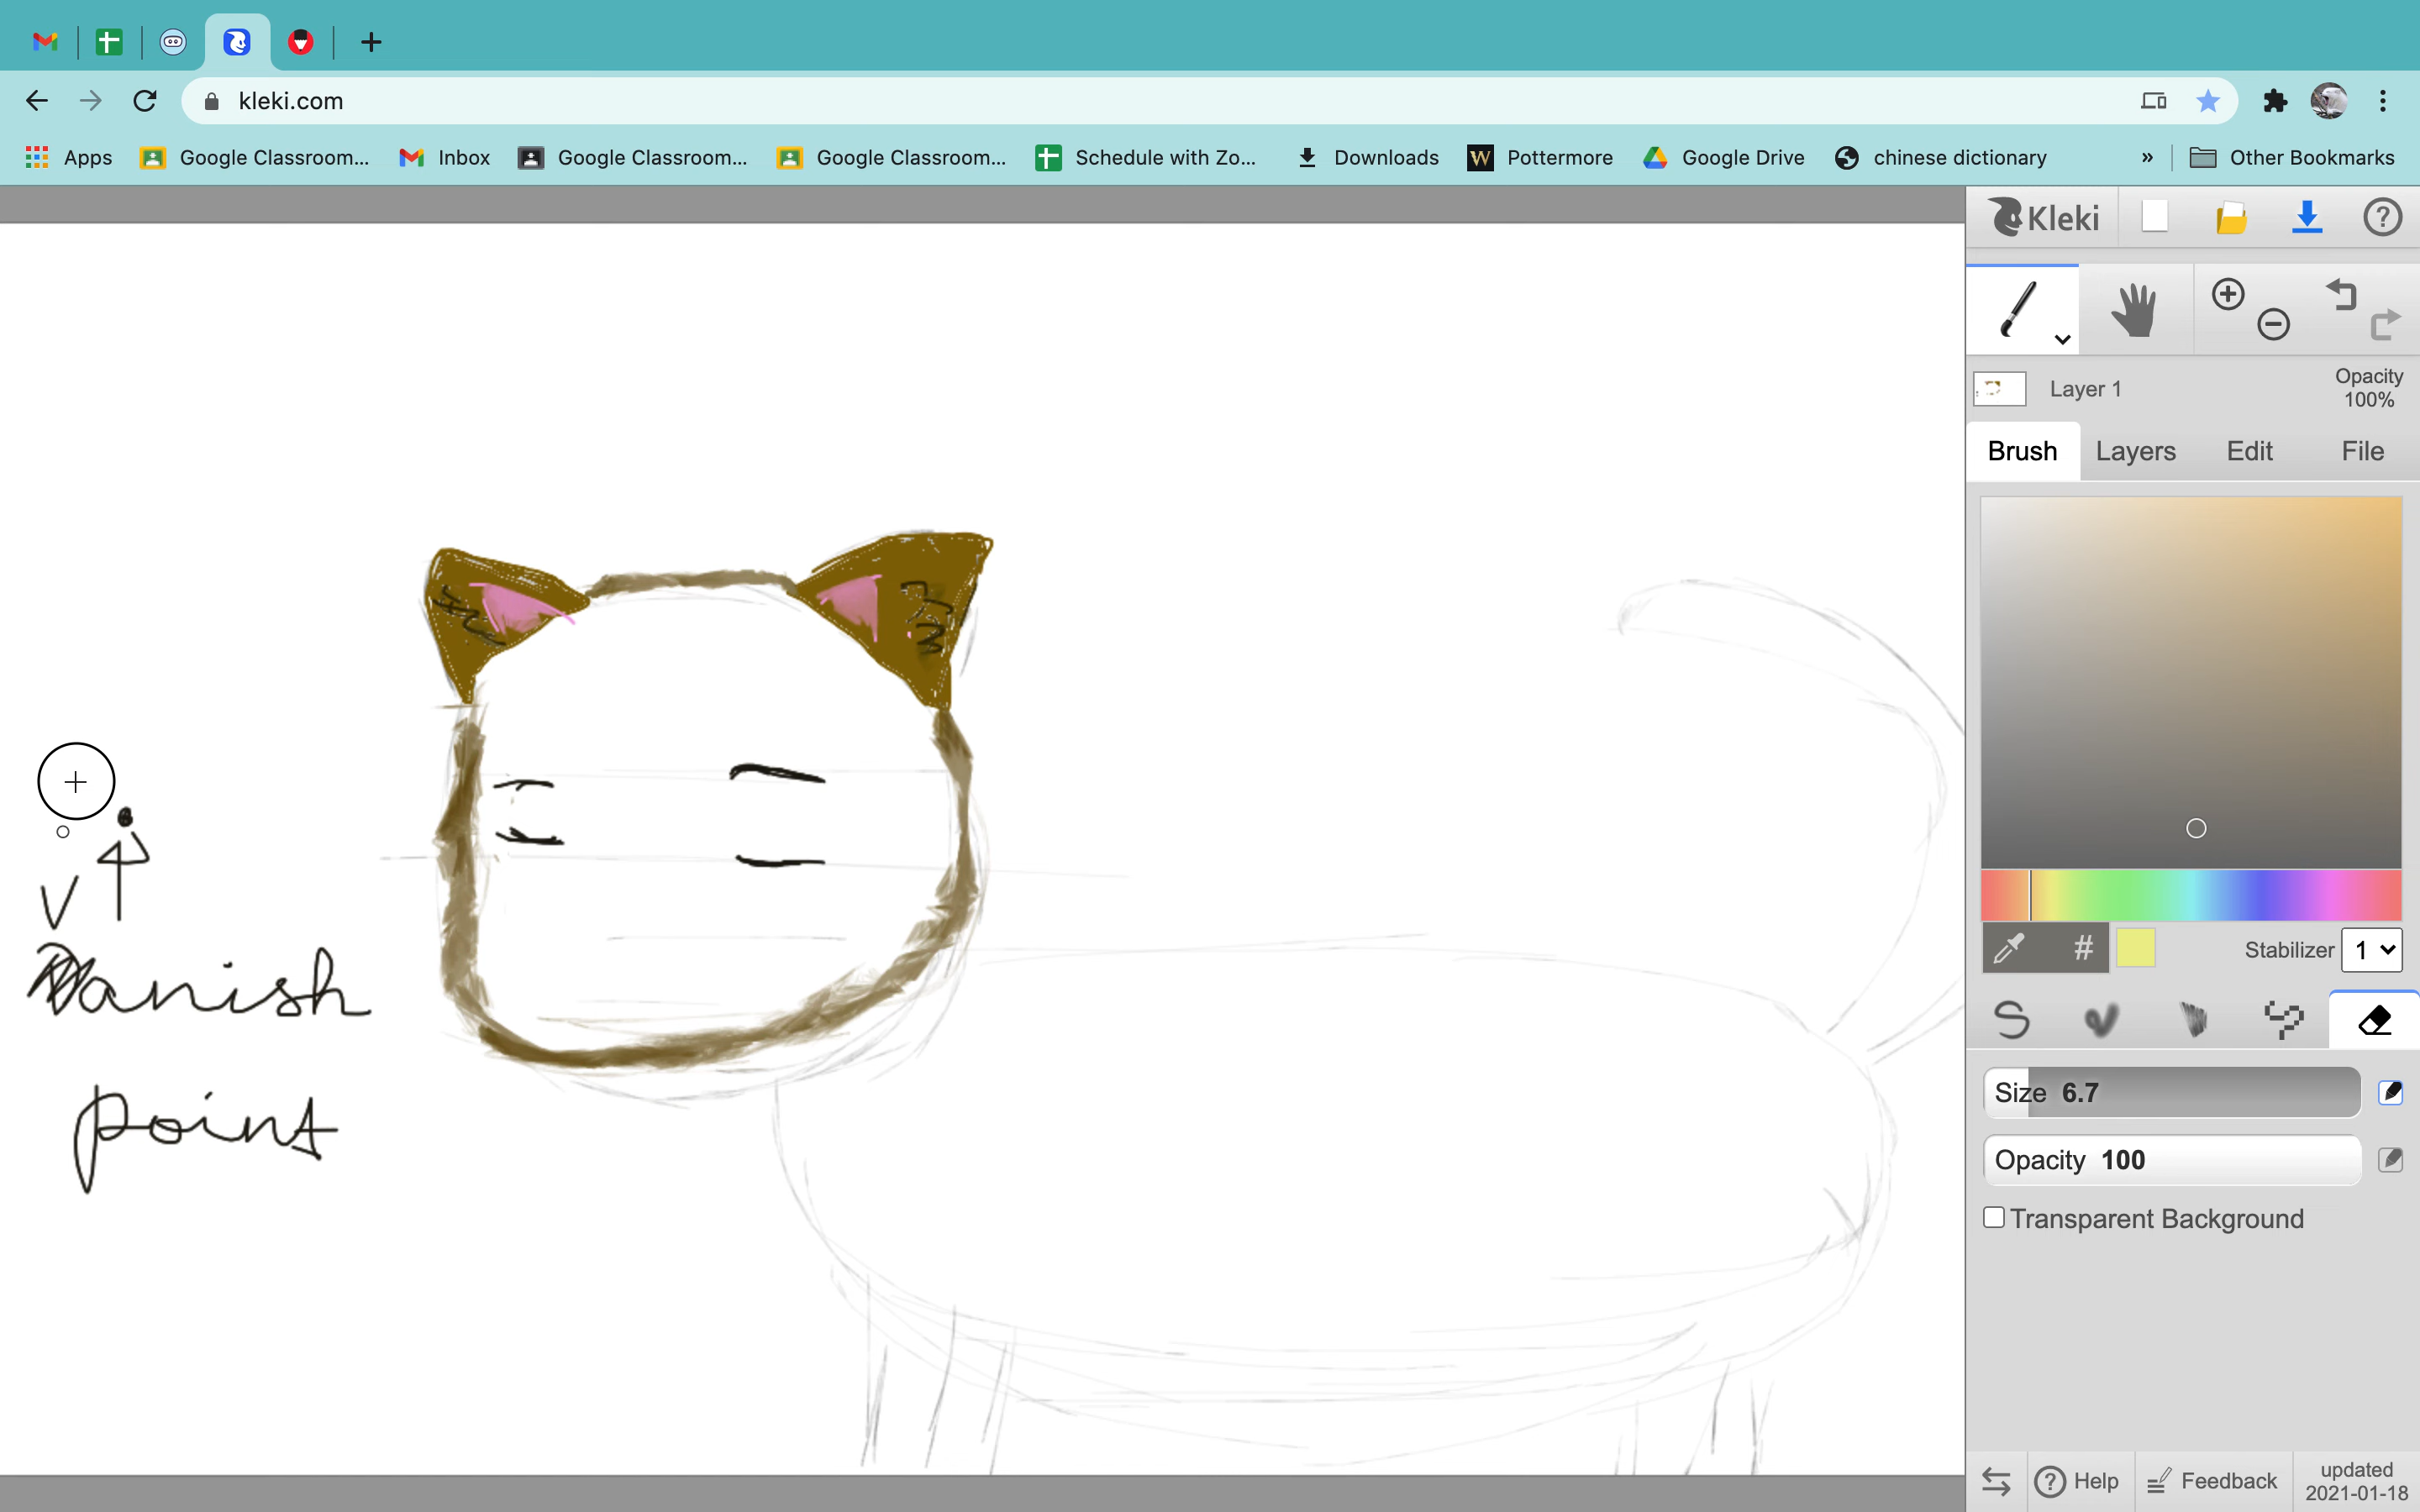 kleki.com
Apps
Google Classroom...
Inbox
Google Classroom...
Google Classroom...
Schedule with Zo...
Downloads
Pottermore
Google Drive
chinese dictionary
»
Other Bookmarks
Kleki
Layer 1
Opacity
100%
Brush
Layers
Edit
File
#
Stabilizer
1
Size 6.7
Opacity 100
Transparent Background
Help
Feedback
updated
2021-01-18
V
vanish
point